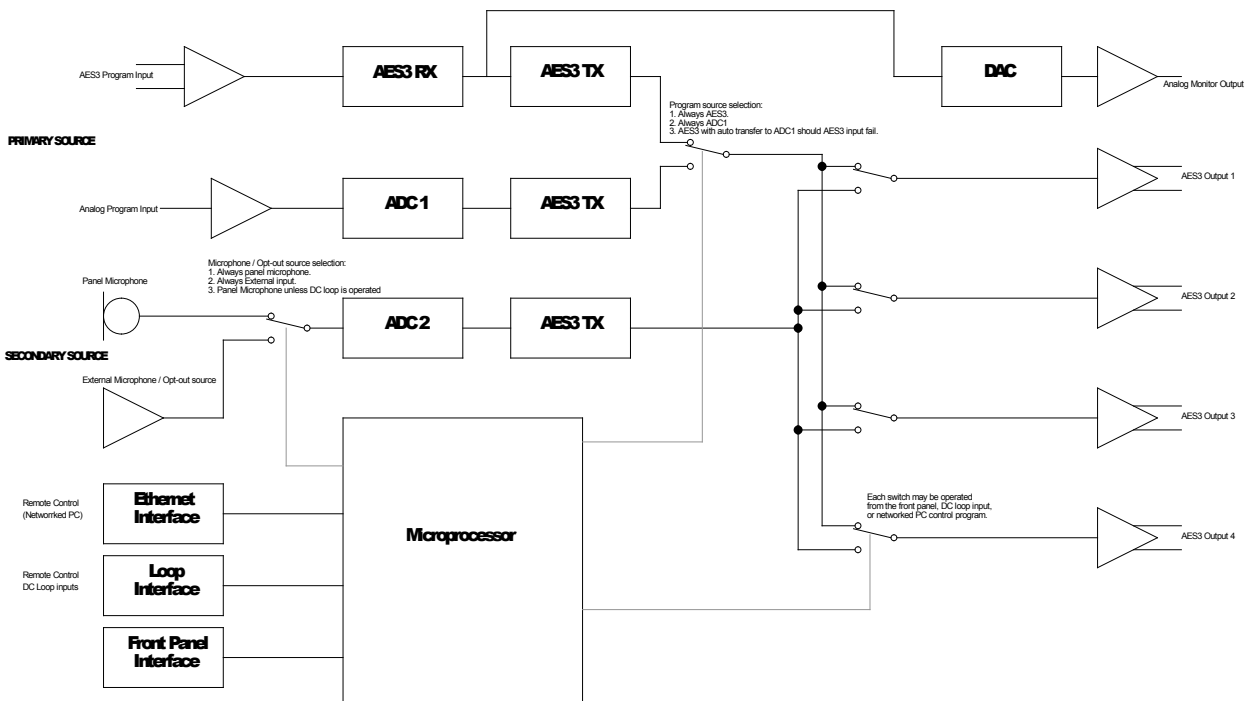 AES3 Program Input
AES3 RX
AES3 TX
DAC
Analog Monitor Output
Program source selection:
1. Always AES3.
2. Always ADC1
3. AES3 with auto transfer to ADC1 should AES3 input fail.
PRIMARY SOURCE
AES3 Output 1
Analog Program Input
ADC 1
AES3 TX
Microphone / Opt-out source selection:
1. Always panel microphone.
2. Always External input.
3. Panel Microphone unless DC loop is operated
Panel Microphone
ADC 2
AES3 TX
AES3 Output 2
SECONDARY SOURCE
External Microphone / Opt-out source
AES3 Output 3
Remote Control
(Networrked PC)
Ethernet
Interface
Microprocessor
Each switch may be operated
from the front panel, DC loop input,
or networked PC control program.
AES3 Output 4
Remote Control
DC Loop inputs
Loop
Interface
Front Panel
Interface